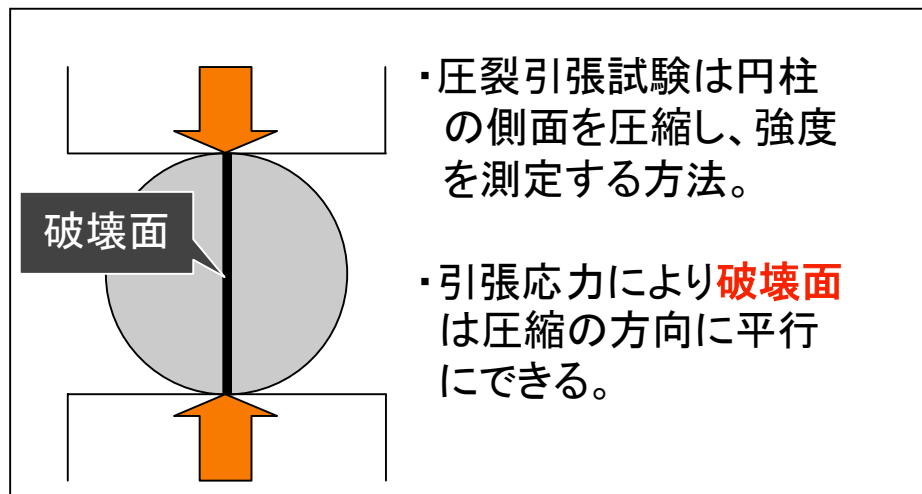 ・圧裂引張試験は円柱
の側面を圧縮し、強度
を測定する方法。
破壊面
・引張応力により破壊面
は圧縮の方向に平行
にできる。